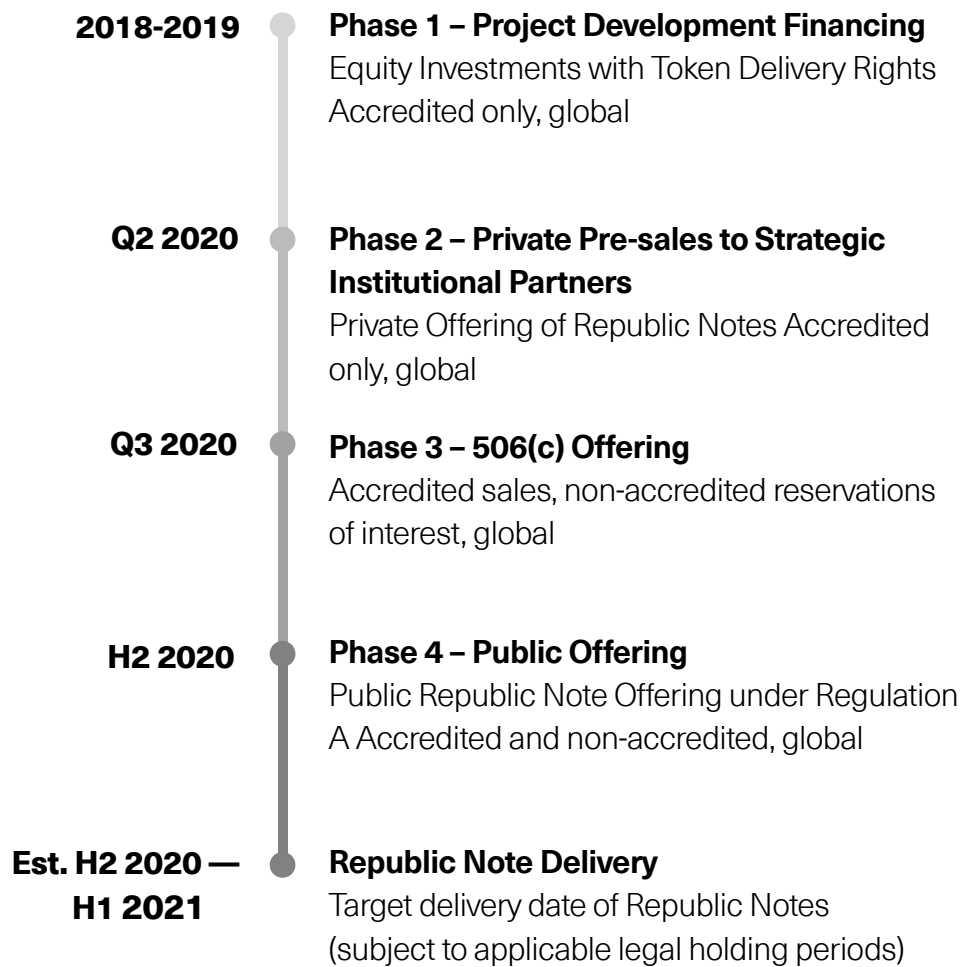 2018-2019
Phase 1 – Project Development Financing
Equity Investments with Token Delivery Rights
Accredited only, global
Q2 2020
Phase 2 – Private Pre-sales to Strategic
Institutional Partners
Private Offering of Republic Notes Accredited
only, global
Q3 2020
Phase 3 – 506(c) Offering
Accredited sales, non-accredited reservations
of interest, global
H2 2020
Phase 4 – Public Offering
Public Republic Note Offering under Regulation
A Accredited and non-accredited, global
Est. H2 2020 —
H1 2021
Republic Note Delivery
Target delivery date of Republic Notes
(subject to applicable legal holding periods)